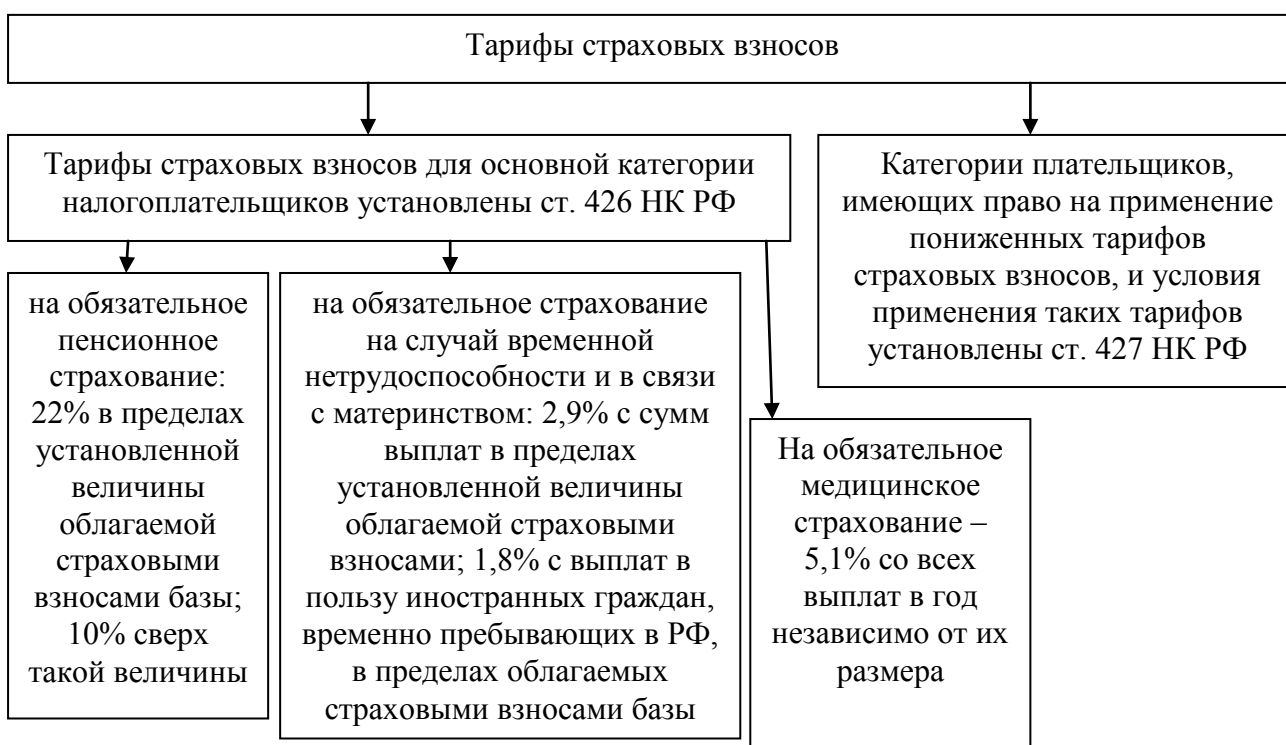 Тарифы страховых взносов
Тарифы страховых взносов для основной категории
налогоплательщиков установлены ст. 426 НК РФ
Категории плательщиков,
имеющих право на применение
пониженных тарифов
страховых взносов, и условия
применения таких тарифов
установлены ст. 427 НК РФ
на обязательное
пенсионное
страхование:
22% в пределах
установленной
величины
облагаемой
страховыми
взносами базы;
10% сверх
такой величины
на обязательное страхование
на случай временной
нетрудоспособности и в связи
с материнством: 2,9% с сумм
выплат в пределах
установленной величины
облагаемой страховыми
взносами; 1,8% с выплат в
пользу иностранных граждан,
временно пребывающих в РФ,
в пределах облагаемых
страховыми взносами базы
На обязательное
медицинское
страхование –
5,1% со всех
выплат в год
независимо от их
размера